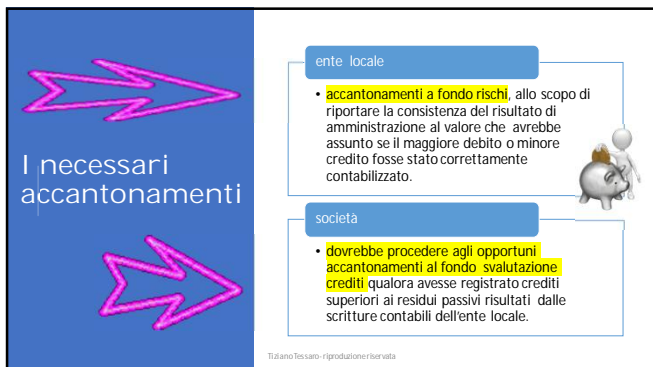 I necessari
accantonamenti
ente locale
• accantonamenti a fondo rischi, allo scopo di
riportare la consistenza del risultato di
amministrazione al valore che avrebbe
assunto se il maggiore debito o minore
credito fosse stato correttamente
contabilizzato.
società
• dovrebbe procedere agli opportuni
accantonamenti al fondo svalutazione
crediti qualora avesse registrato crediti
superiori ai residui passivi risultati dalle
scritture contabili dell'ente locale.
Tiziano Tessaro- riproduzione riservata